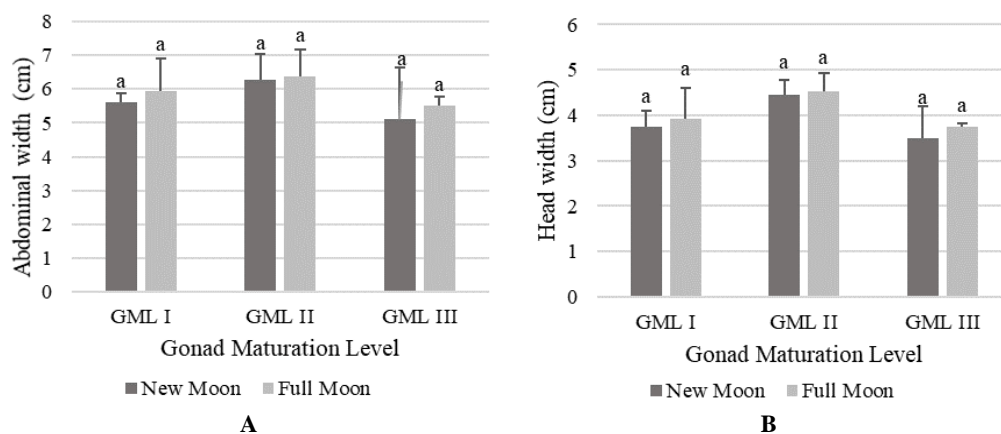 8
7
6
5
4
3
2
1
0
Abdominal width (cm)
a
a
a
a
a
a
GML I
GML II
GML III
Gonad Maturation Level
New Moon
Full Moon
A
6
5
4
3
2
1
0
Head width (cm)
a
a
a
a
a
a
GML I
GML II
GML III
Gonad Maturation Level
New Moon
Full Moon
B